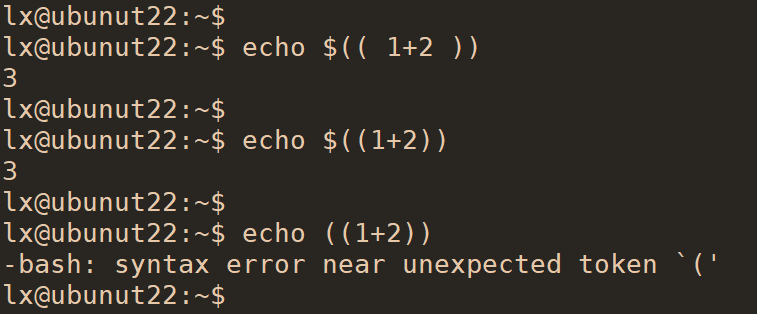 lx@ubunut22:~$
lx@ubunut22:~$ echo $(( 1+2 ))
3
lx@ubunut22:~$
lx@ubunut22:~$ echo $((1+2))
3
lx@ubunut22:~$
lx@ubunut22:~$ echo ((1+2))
-bash: syntax error near unexpected token `('
lx@ubunut22:~$